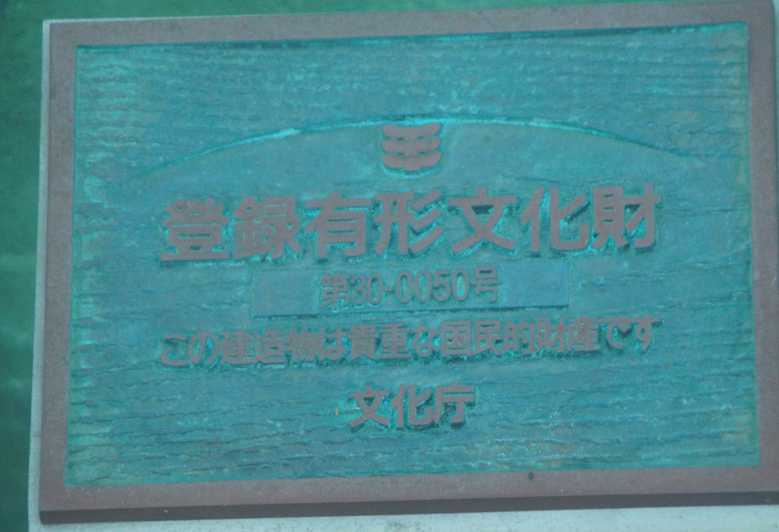 登録有形文化財
第30-0050号
この建造物は貴重な国民的財産です
文化庁